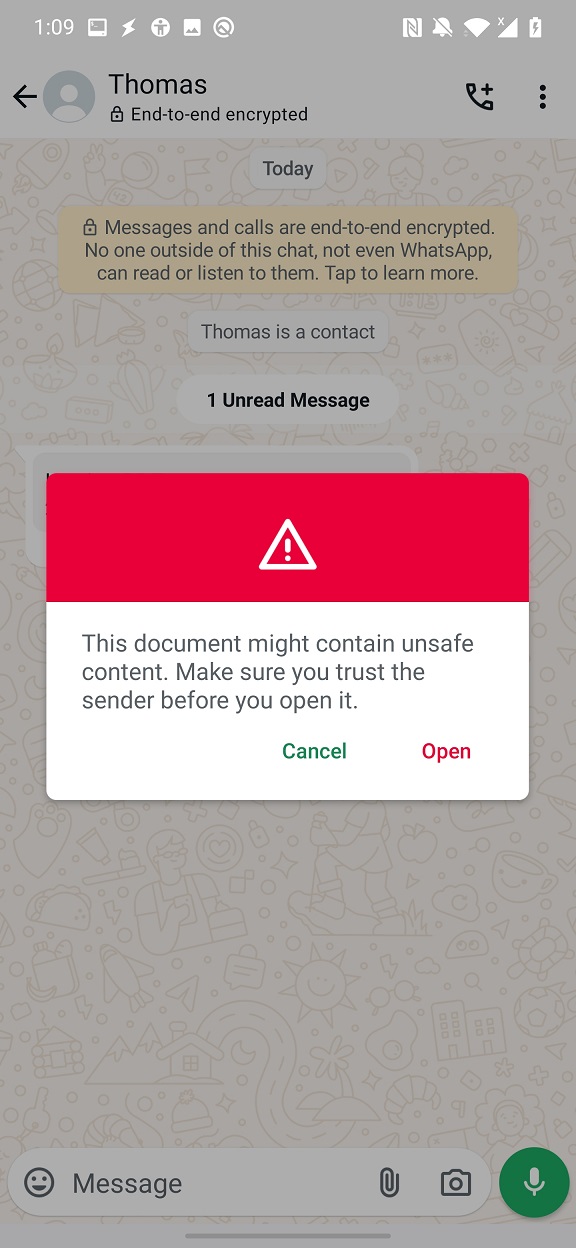 1:09
Thomas
End-to-end encrypted
Today
Messages and calls are end-to-end encrypted.
No one outside of this chat, not even WhatsApp,
can read or listen to them. Tap to learn more.
Thomas is a contact
1 Unread Message
This document might contain unsafe
content. Make sure you trust the
sender before you open it.
Cancel
Open
Message